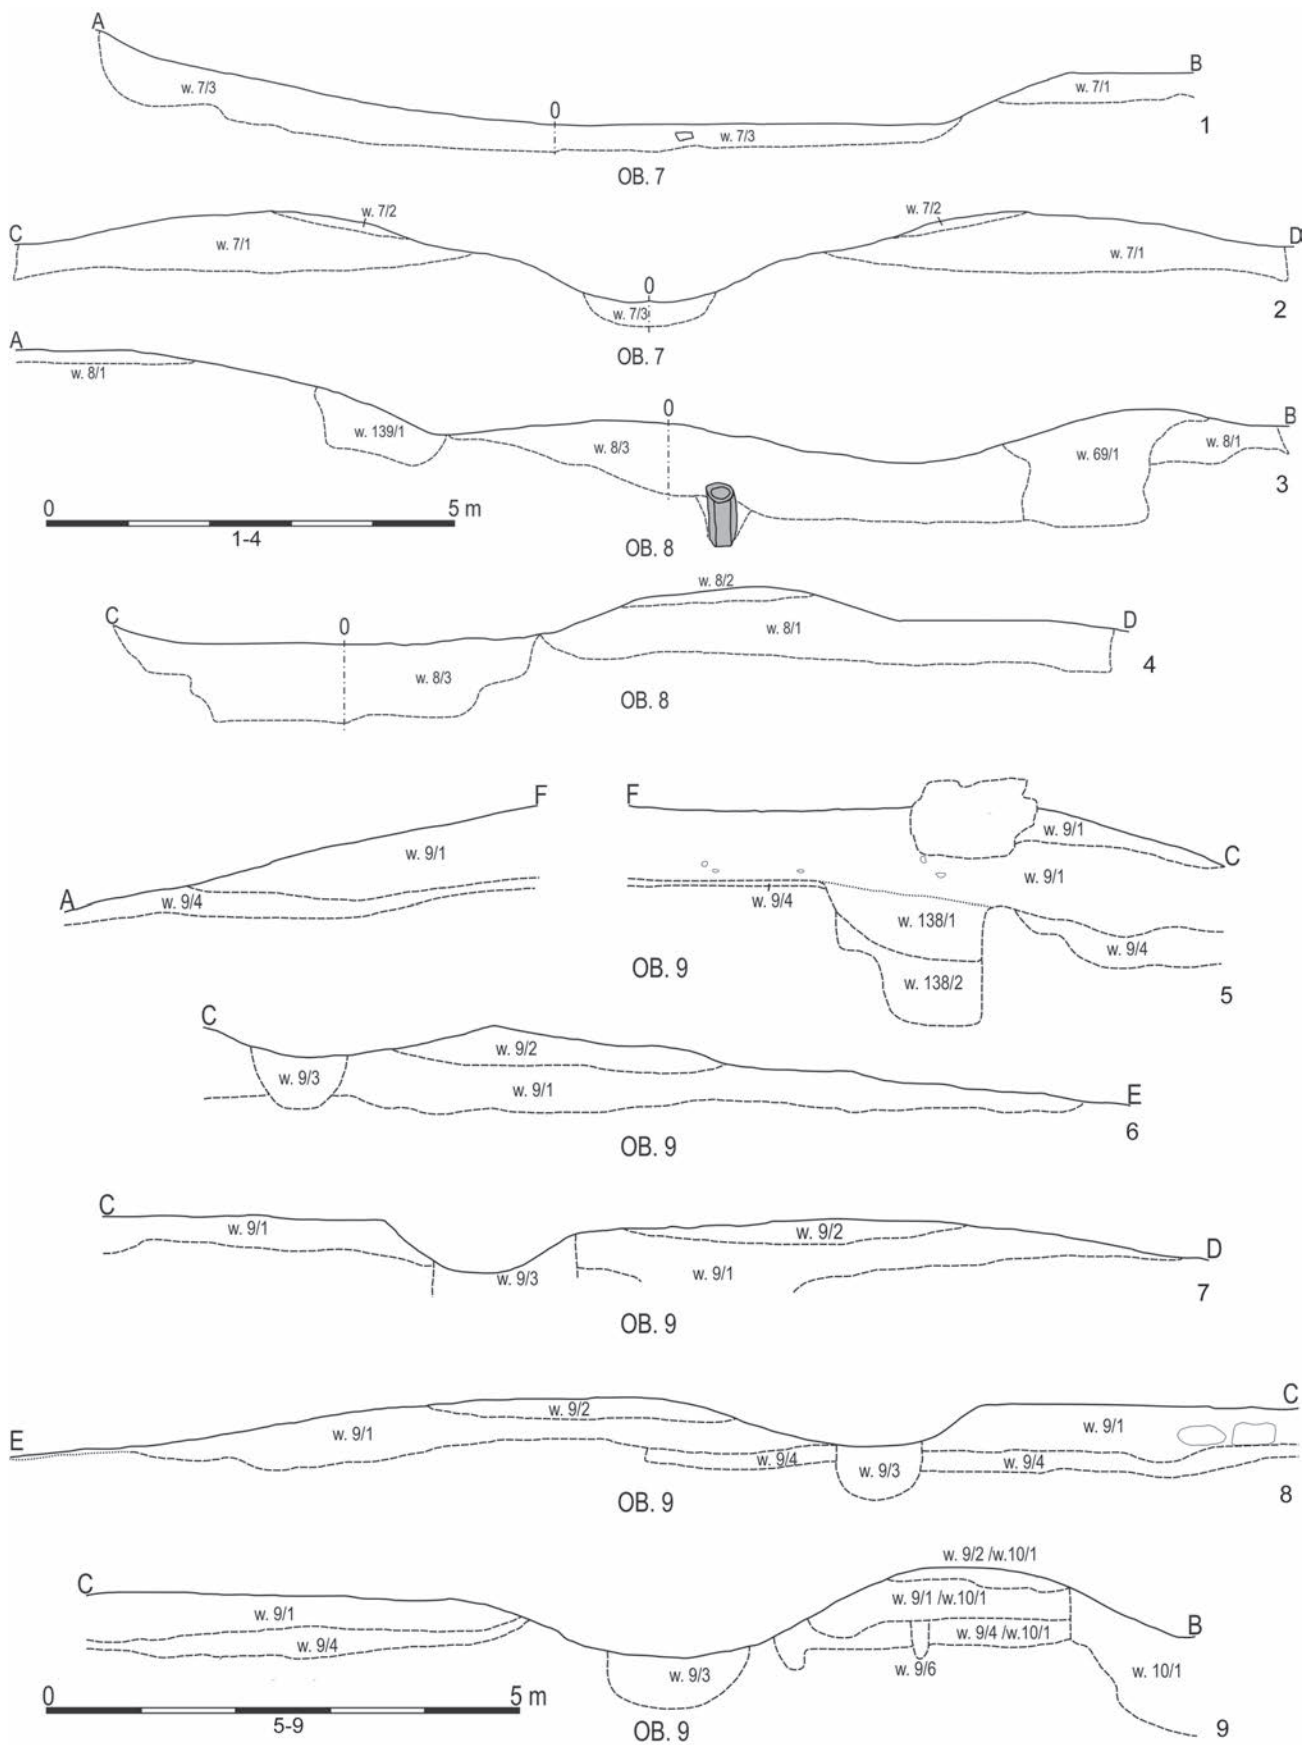 A
B
w. 7/3
w. 7/1
0
w. 7/3
1
OB. 7
w. 7/2
w. 7/2
C
D
w. 7/1
w. 7/1
0
w. 7/3
2
OB. 7
A
w. 8/1
0
B
w. 139/1
w. 8/3
w. 69/1
w. 8/1
3
0 5 m
1-4
OB. 8
w. 8/2
C
0
D
w. 8/1
w. 8/3
4
OB. 8
F
F
w. 9/1
w. 9/1
C
A
w. 9/4
w. 9/1
w. 9/4
w. 138/1
w. 9/4
OB. 9
w. 138/2
5
C
w. 9/2
w. 9/3
w. 9/1
E
6
OB. 9
C
w. 9/1
w. 9/2
D
w. 9/3
w. 9/1
7
OB. 9
C
w. 9/2
E
w. 9/1
w. 9/1
w. 9/4
w. 9/3
w. 9/4
8
OB. 9
w. 9/2 /w.10/1
C
w. 9/1
w. 9/1 /w.10/1
B
w. 9/4
w. 9/4 /w.10/1
w. 9/3
w. 9/6
w. 10/1
0 5 m
5-9
OB. 9
9